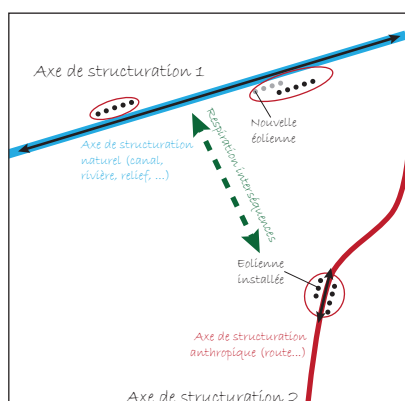 Axe de structuration 1
Nouvelle
éolienne
Axe de structuration
naturel (canal,
rivière, relief, ...)
Respiration interséquences
Eolienne
installée
Axe de structuration
anthropique (route...)
Axe de structuration 2